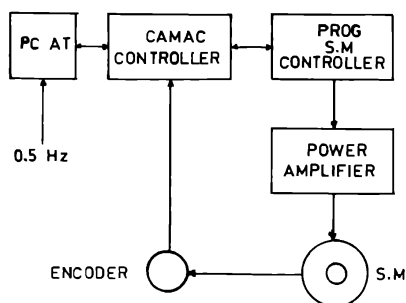 PC AT
CAMAC
CONTROLLER
PROG
S.M
CONTROLLER
0.5 Hz
POWER
AMPLIFIER
ENCODER
S.M